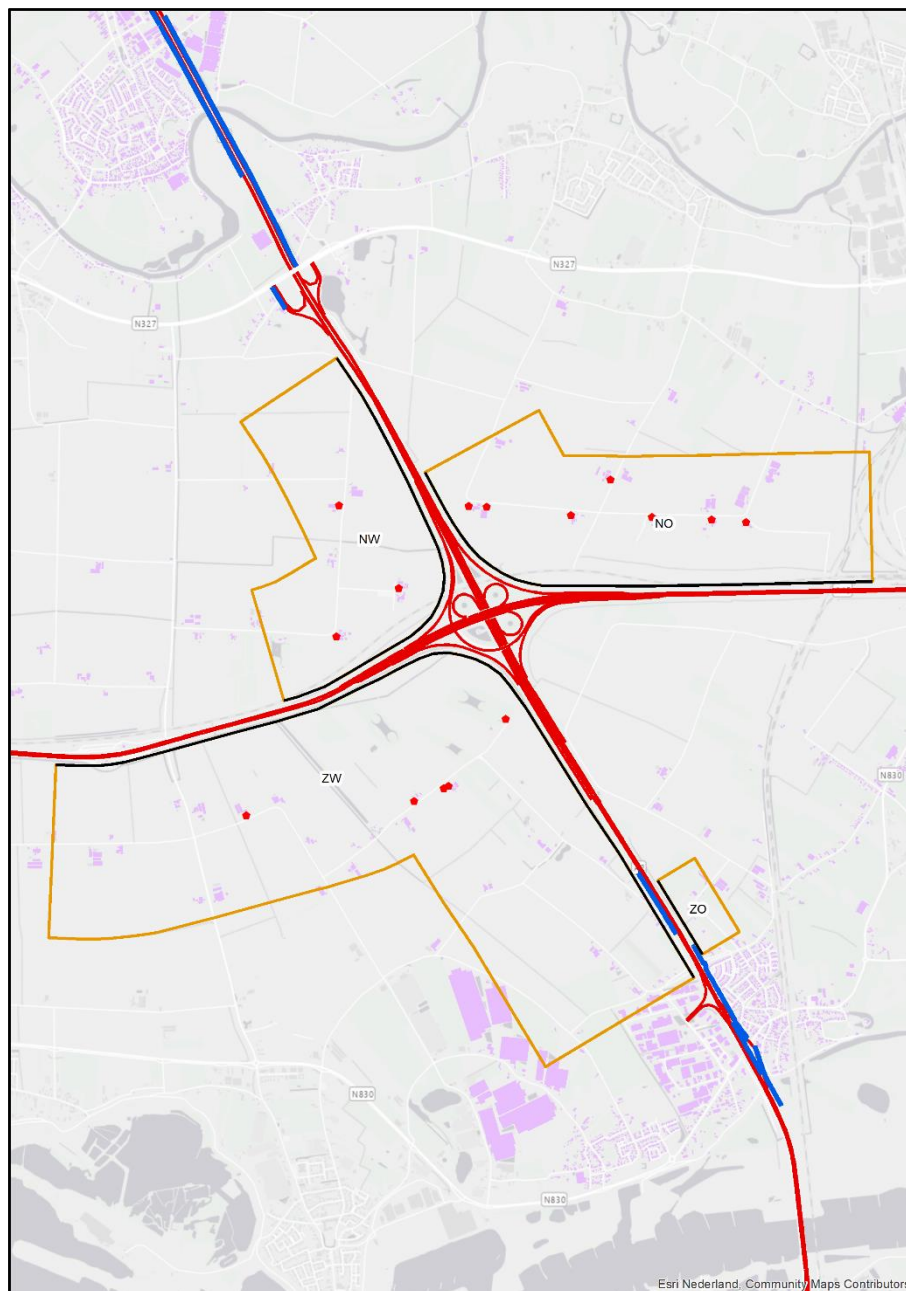 N327
N327
NO
NW
ZW
N830
ZO
N830
N830
Esri Nederland, Community Maps Contributors